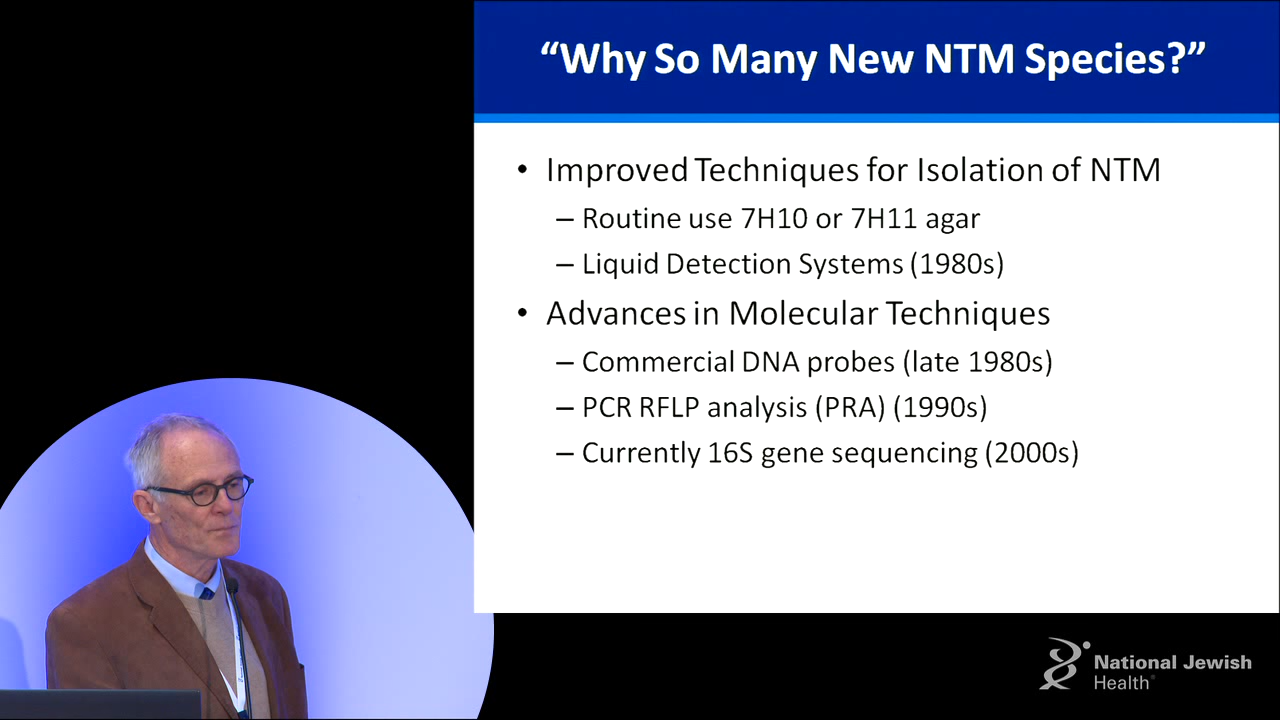 “Why So Many New NTM Species?”
• Improved Techniques for Isolation of NTM
– Routine use 7H10 or 7H11 agar
– Liquid Detection Systems (1980s)
• Advances in Molecular Techniques
– Commercial DNA probes (late 1980s)
– PCR RFLP analysis (PRA) (1990s)
– Currently 16S gene sequencing (2000s)
National Jewish
Health®